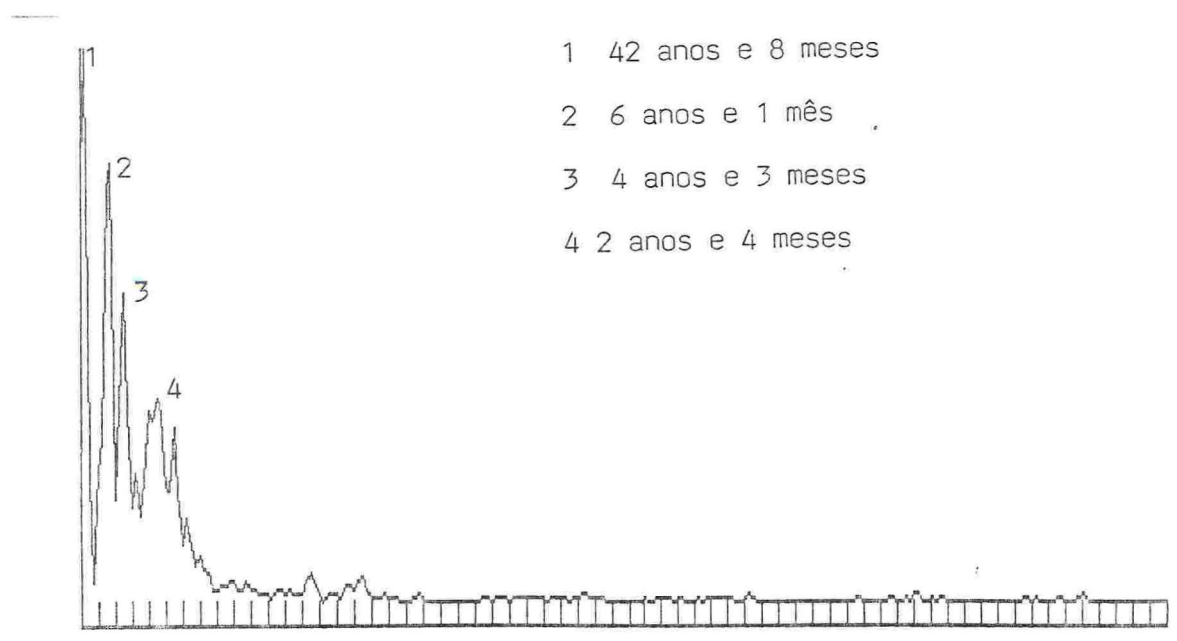 1 42 anos e 8 meses
2 6 anos e 1 mês
3 4 anos e 3 meses
4 2 anos e 4 meses
1
2
3
4